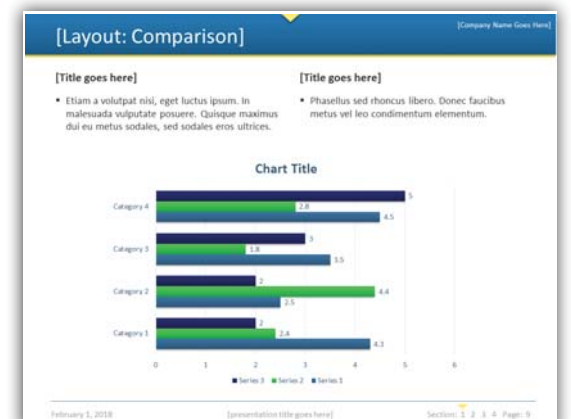 [Layout: Comparison]
[Company Name Goes Here]
[Title goes here]
▪ Etiam a volutpat nisi, eget luctus ipsum. In
malesuada vulputate posuere. Quisque maximus
dui eu metus sodales, sed sodales eros ultrices.
[Title goes here]
▪ Phasellus sed rhoncus libero. Donec faucibus
metus vel leo condimentum elementum.
Chart Title
Category 4
5
2.8
4.5
Category 3
3
1.8
3.5
Category 2
2
4.4
2.5
Category 1
2
2.4
4.3
0 1 2 3 4 5 6
Series 3 Series 2 Series 1
February 1, 2018 [presentation title goes here] Section: 1 2 3 4 Page: 9